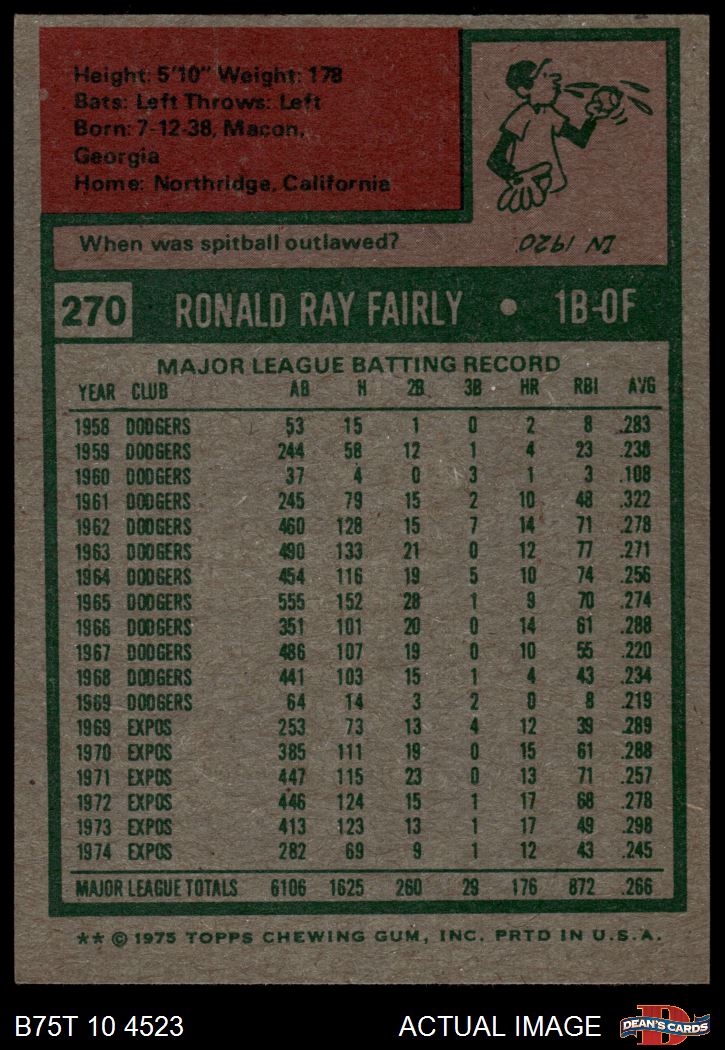 Height: 5'10" Weight: 178
Bats: Left Throws: Left
Born: 7-12-38, Macon,
Georgia
Home: Northridge, California
When was spitball outlawed?
IN 1920
270 RONALD RAY FAIRLY • 1B-OF
MAJOR LEAGUE BATTING RECORD
YEAR CLUB AB H 2B 3B HR RBI AVG
1958 DODGERS 53 15 1 0 2 8 .283
1959 DODGERS 244 58 12 1 4 23 .238
1960 DODGERS 37 4 0 3 1 3 .108
1961 DODGERS 245 79 15 2 10 48 .322
1962 DODGERS 460 128 15 7 14 71 .278
1963 DODGERS 490 133 21 0 12 77 .271
1964 DODGERS 454 116 19 5 10 74 .256
1965 DODGERS 555 152 28 1 9 70 .274
1966 DODGERS 351 101 20 0 14 61 .288
1967 DODGERS 486 107 19 0 10 55 .220
1968 DODGERS 441 103 15 1 4 43 .234
1969 DODGERS 64 14 3 2 0 8 .219
1969 EXPOS 253 73 13 4 12 39 .289
1970 EXPOS 385 111 19 0 15 61 .288
1971 EXPOS 447 115 23 0 13 71 .257
1972 EXPOS 446 124 15 1 17 68 .278
1973 EXPOS 413 123 13 1 17 49 .298
1974 EXPOS 282 69 9 1 12 43 .245
MAJOR LEAGUE TOTALS 6106 1625 260 29 176 872 .266
** © 1975 TOPPS CHEWING GUM, INC. PRTD IN U.S.A.
B75T 10 4523 ACTUAL IMAGE D DEAN'S CARDS